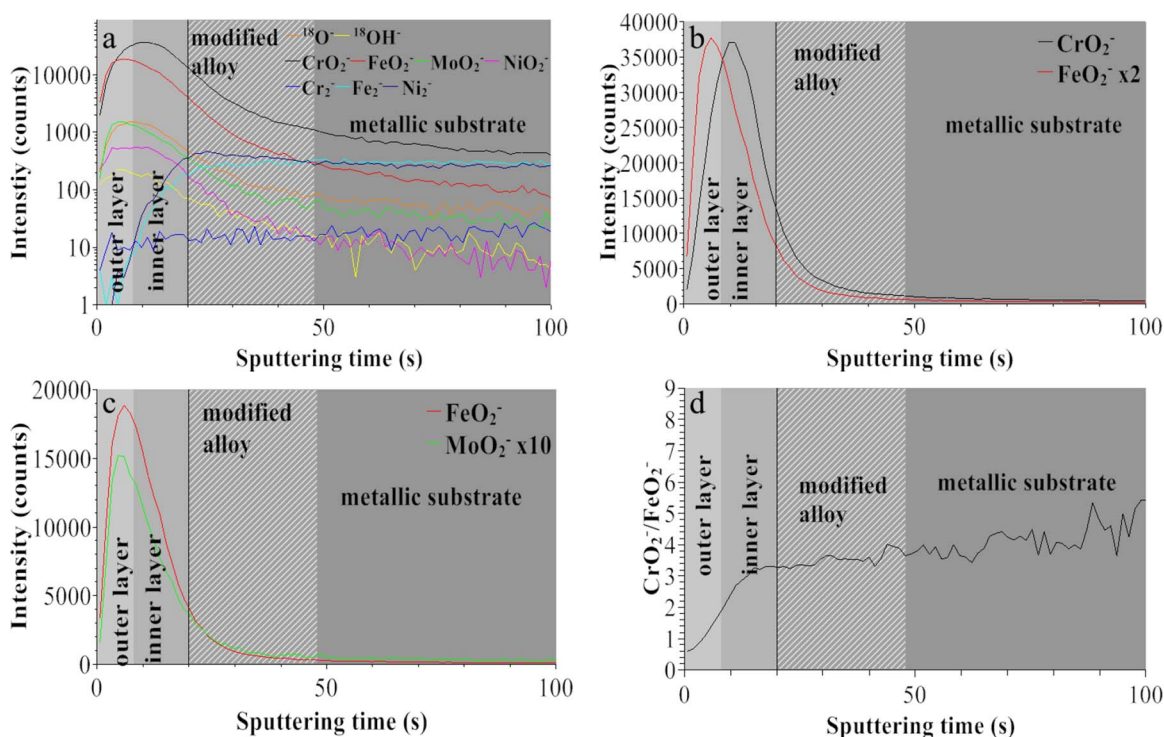 a
modified
alloy
¹⁸O⁻ ¹⁸OH⁻
CrO₂⁻ FeO₂⁻ MoO₂⁻ NiO₂⁻
Cr₂⁻ Fe₂⁻ Ni₂⁻
metallic substrate
outer layer
inner layer
Intenstiy (counts)
10000
1000
100
10
1
0 50 100
Sputtering time (s)
b
CrO₂⁻
FeO₂⁻ x2
modified
alloy
metallic substrate
outer layer
inner layer
Intensity (counts)
40000
35000
30000
25000
20000
15000
10000
5000
0
0 50 100
Sputtering time (s)
c
modified
alloy
FeO₂⁻
MoO₂⁻ x10
metallic substrate
outer layer
inner layer
Intensity (counts)
20000
15000
10000
5000
0
0 50 100
Sputtering time (s)
d
metallic substrate
modified
alloy
outer layer
inner layer
CrO₂⁻/FeO₂⁻
9
8
7
6
5
4
3
2
1
0
0 50 100
Sputtering time (s)